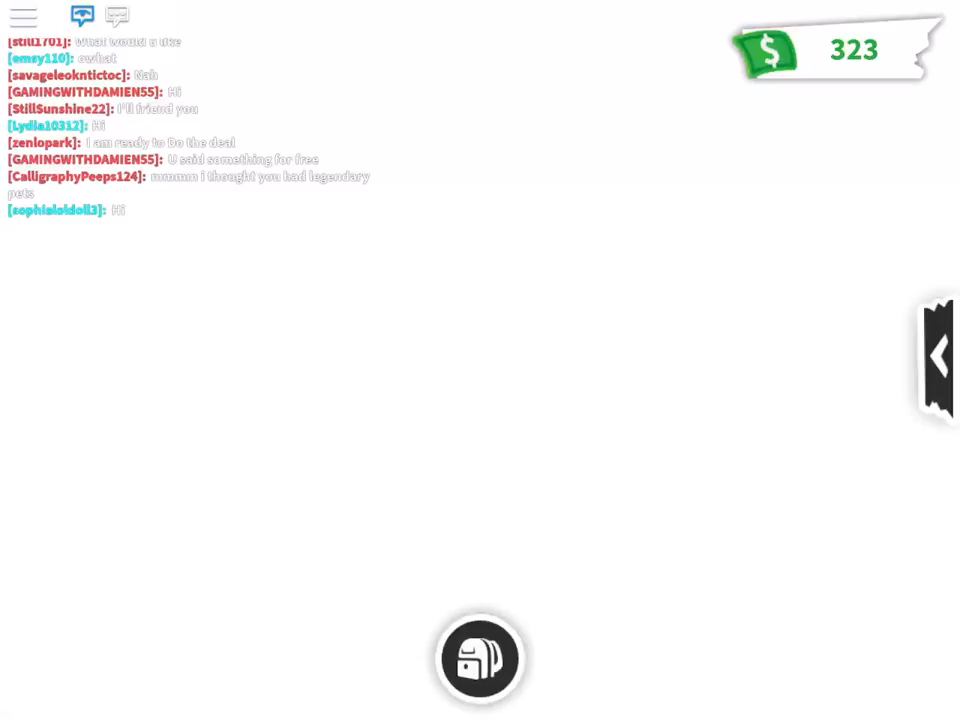 [still1701]: What would u like
[emsy110]: owhat
[savageleokntictoc]: Nah
[GAMINGWITHDAMIEN55]: Hi
[StillSunshine22]: I'll friend you
[Lydia10312]: Hi
[zenlopark]: I am ready to Do the deal
[GAMINGWITHDAMIEN55]: U said something for free
[CalligraphyPeeps124]: mmmm i thought you had legendary
pets
[sophialoldoll3]: Hi
$ 323